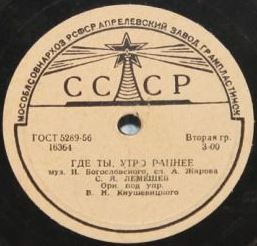 МОСОБЛСОВНАРХОЗ РСФСР АПРЕЛЕВСКИЙ ЗАВОД ГРАМПЛАСТИНОК
СССР
ГОСТ 5289-56 Вторая гр.
16364 3-00
ГДЕ ТЫ, УТРО РАННЕЕ
муз. Н. Богословского, сл. А. Жарова
С. Я. ЛЕМЕШЕВ
Орк. под упр.
В. Н. Кнушевицкого